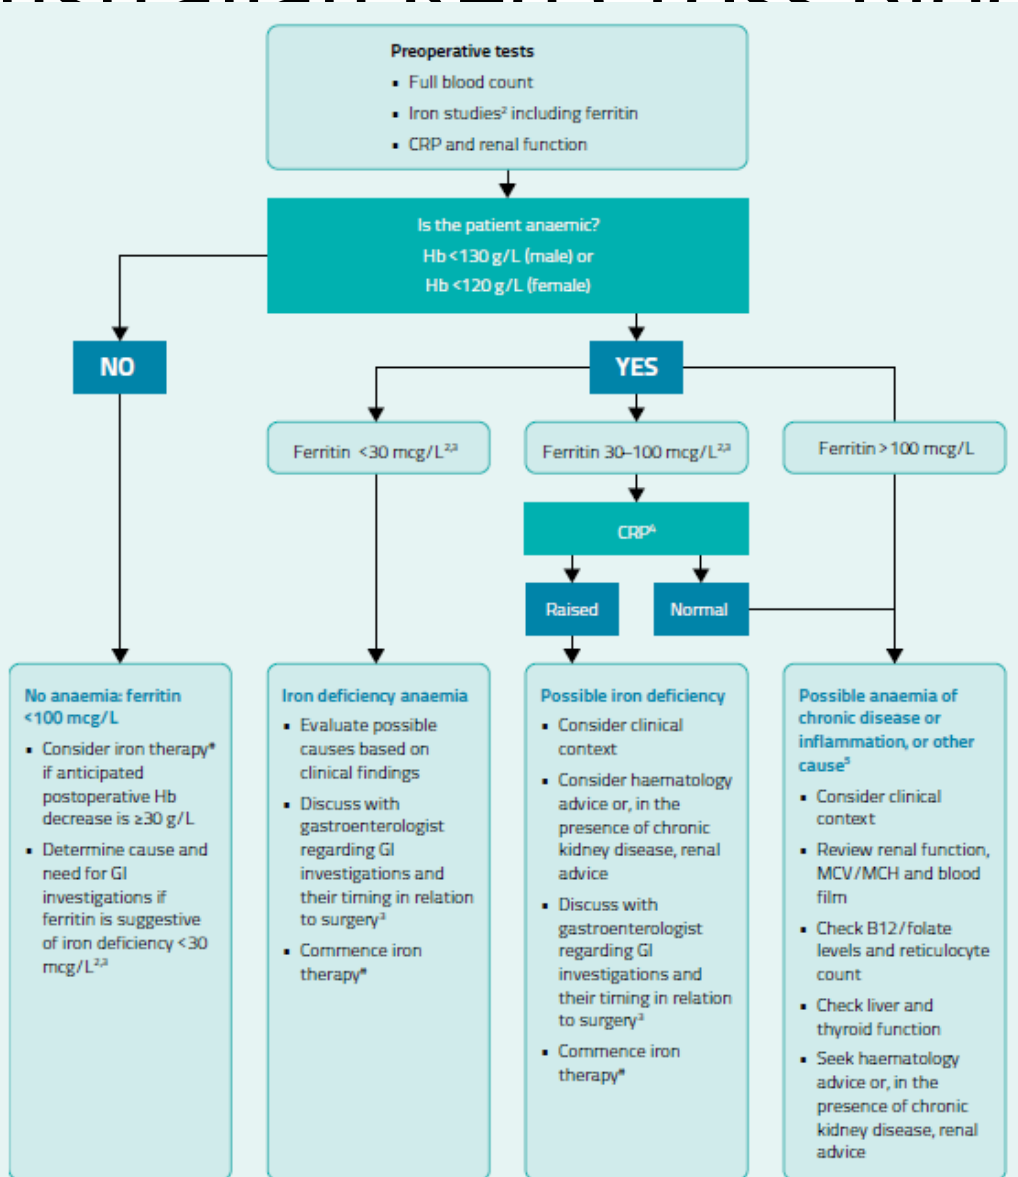 Preoperative tests
▪ Full blood count
▪ Iron studies² including ferritin
▪ CRP and renal function
Is the patient anaemic?
Hb <130 g/L (male) or
Hb <120 g/L (female)
NO
YES
Ferritin <30 mcg/L²,³
Ferritin 30–100 mcg/L²,³
Ferritin >100 mcg/L
CRP⁴
Raised
Normal
No anaemia: ferritin
<100 mcg/L
▪ Consider iron therapy#
if anticipated
postoperative Hb
decrease is ≥30 g/L
▪ Determine cause and
need for GI
investigations if
ferritin is suggestive
of iron deficiency <30
mcg/L²,³
Iron deficiency anaemia
▪ Evaluate possible
causes based on
clinical findings
▪ Discuss with
gastroenterologist
regarding GI
investigations and
their timing in relation
to surgery³
▪ Commence iron
therapy#
Possible iron deficiency
▪ Consider clinical
context
▪ Consider haematology
advice or, in the
presence of chronic
kidney disease, renal
advice
▪ Discuss with
gastroenterologist
regarding GI
investigations and
their timing in relation
to surgery³
▪ Commence iron
therapy#
Possible anaemia of
chronic disease or
inflammation, or other
cause⁵
▪ Consider clinical
context
▪ Review renal function,
MCV/MCH and blood
film
▪ Check B12/folate
levels and reticulocyte
count
▪ Check liver and
thyroid function
▪ Seek haematology
advice or, in the
presence of chronic
kidney disease, renal
advice